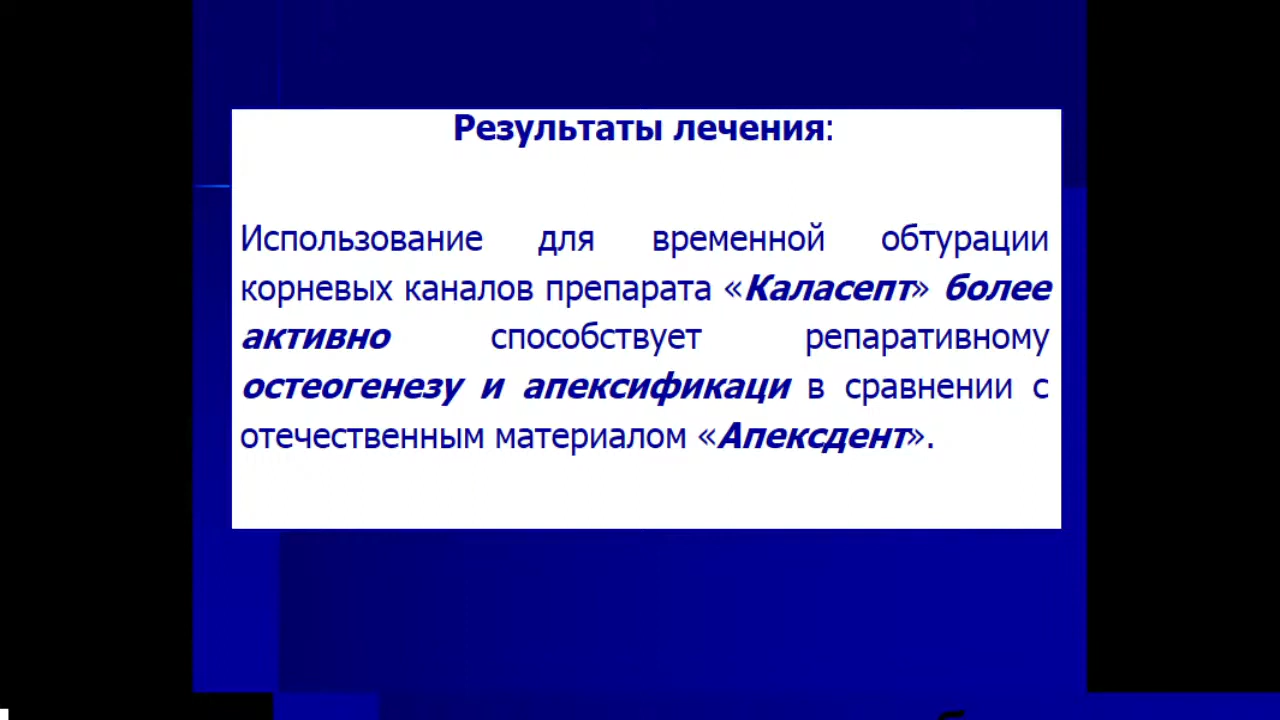 Результаты лечения:
Использование для временной обтурации
корневых каналов препарата «Каласепт» более
активно способствует репаративному
остеогенезу и апексификаци в сравнении с
отечественным материалом «Апексдент».